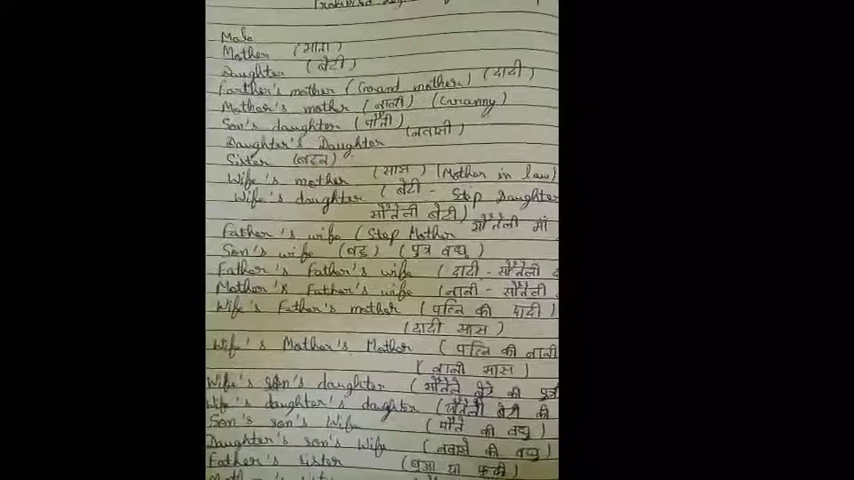 Male
Mother (माता)
Daughter (बेटी)
Farther's mother (Grand mother) (दादी)
Mother's mother (नानी) (Granny)
Son's daughter (पौती)
Daughter's Daughter (नवासी)
Sister (बहन)
Wife's mother (सास) (Mother in law)
Wife's daughter (बेटी - Step Daughter
सौतेली बेटी)
Father's wife (Step Mother सौतेली मां
Son's wife (बहु) (पुत्र वधु)
Father's Father's wife (दादी - सौतेली
Mother's Father's wife (नानी - सौतेली
Wife's Father's mother (पत्नि की दादी)
(दादी सास)
Wife's Mother's Mother (पत्नि की नानी
(नानी सास)
Wife's son's daughter (सौतेले बेटे की पुत्री
Wife's daughter's daughter (सौतेली बेटी की
Son's son's Wife (पौते की वधु)
Daughter's son's Wife (नवासे की वधु)
Father's sister (बुआ या फूफी)